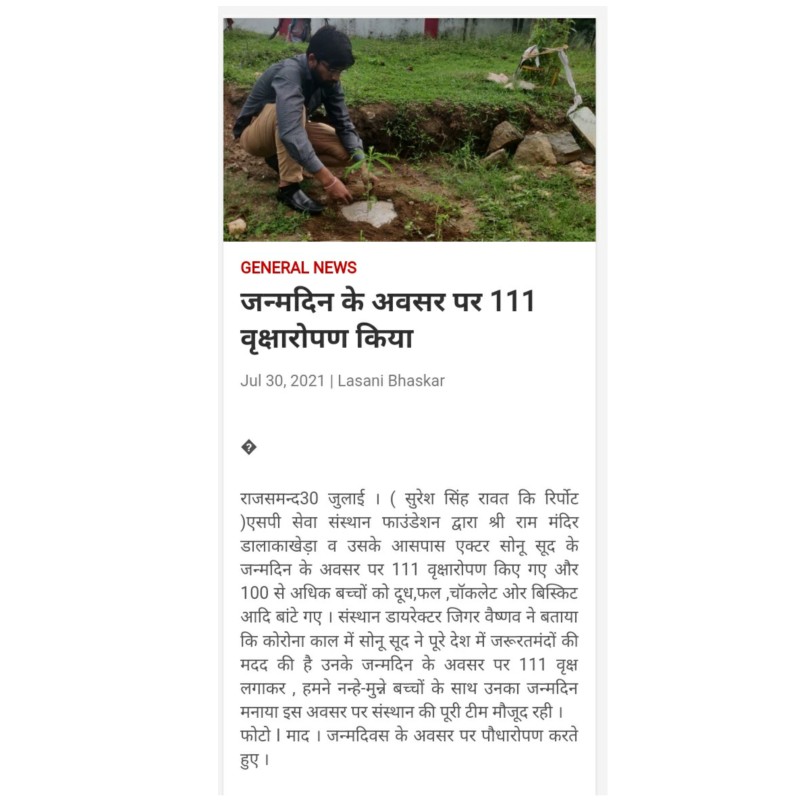 GENERAL NEWS
जन्मदिन के अवसर पर 111
वृक्षारोपण किया
Jul 30, 2021 | Lasani Bhaskar
�
राजसमन्द30 जुलाई । ( सुरेश सिंह रावत कि रिर्पोट
)एसपी सेवा संस्थान फाउंडेशन द्वारा श्री राम मंदिर
डालाकाखेड़ा व उसके आसपास एक्टर सोनू सूद के
जन्मदिन के अवसर पर 111 वृक्षारोपण किए गए और
100 से अधिक बच्चों को दूध,फल ,चॉकलेट ओर बिस्किट
आदि बांटे गए । संस्थान डायरेक्टर जिगर वैष्णव ने बताया
कि कोरोना काल में सोनू सूद ने पूरे देश में जरूरतमंदों की
मदद की है उनके जन्मदिन के अवसर पर 111 वृक्ष
लगाकर , हमने नन्हे-मुन्ने बच्चों के साथ उनका जन्मदिन
मनाया इस अवसर पर संस्थान की पूरी टीम मौजूद रही ।
फोटो l माद । जन्मदिवस के अवसर पर पौधारोपण करते
हुए ।